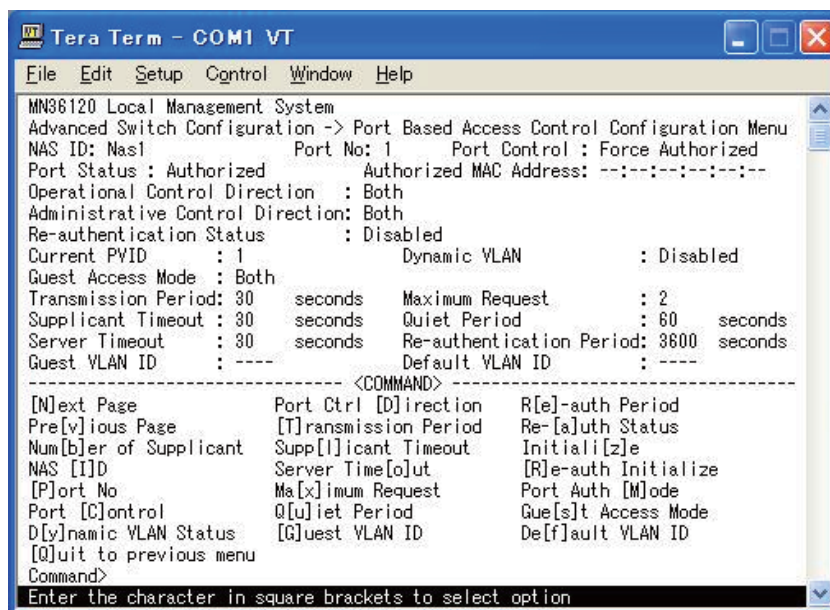 Tera Term - COM1 VT
File Edit Setup Control Window Help
MN36120 Local Management System
Advanced Switch Configuration -> Port Based Access Control Configuration Menu
NAS ID: Nas1 Port No: 1 Port Control : Force Authorized
Port Status : Authorized Authorized MAC Address: --:--:--:--:--:--
Operational Control Direction : Both
Administrative Control Direction: Both
Re-authentication Status : Disabled
Current PVID : 1 Dynamic VLAN : Disabled
Guest Access Mode : Both
Transmission Period: 30 seconds Maximum Request : 2
Supplicant Timeout : 30 seconds Quiet Period : 60 seconds
Server Timeout : 30 seconds Re-authentication Period: 3600 seconds
Guest VLAN ID : ---- Default VLAN ID : ----
-------------------------------- <COMMAND> -----------------------------------
[N]ext Page Port Ctrl [D]irection R[e]-auth Period
Pre[v]ious Page [T]ransmission Period Re-[a]uth Status
Num[b]er of Supplicant Supp[l]icant Timeout Initiali[z]e
NAS [I]D Server Time[o]ut [R]e-auth Initialize
[P]ort No Ma[x]imum Request Port Auth [M]ode
Port [C]ontrol Q[u]iet Period Gue[s]t Access Mode
D[y]namic VLAN Status [G]uest VLAN ID De[f]ault VLAN ID
[Q]uit to previous menu
Command>
Enter the character in square brackets to select option